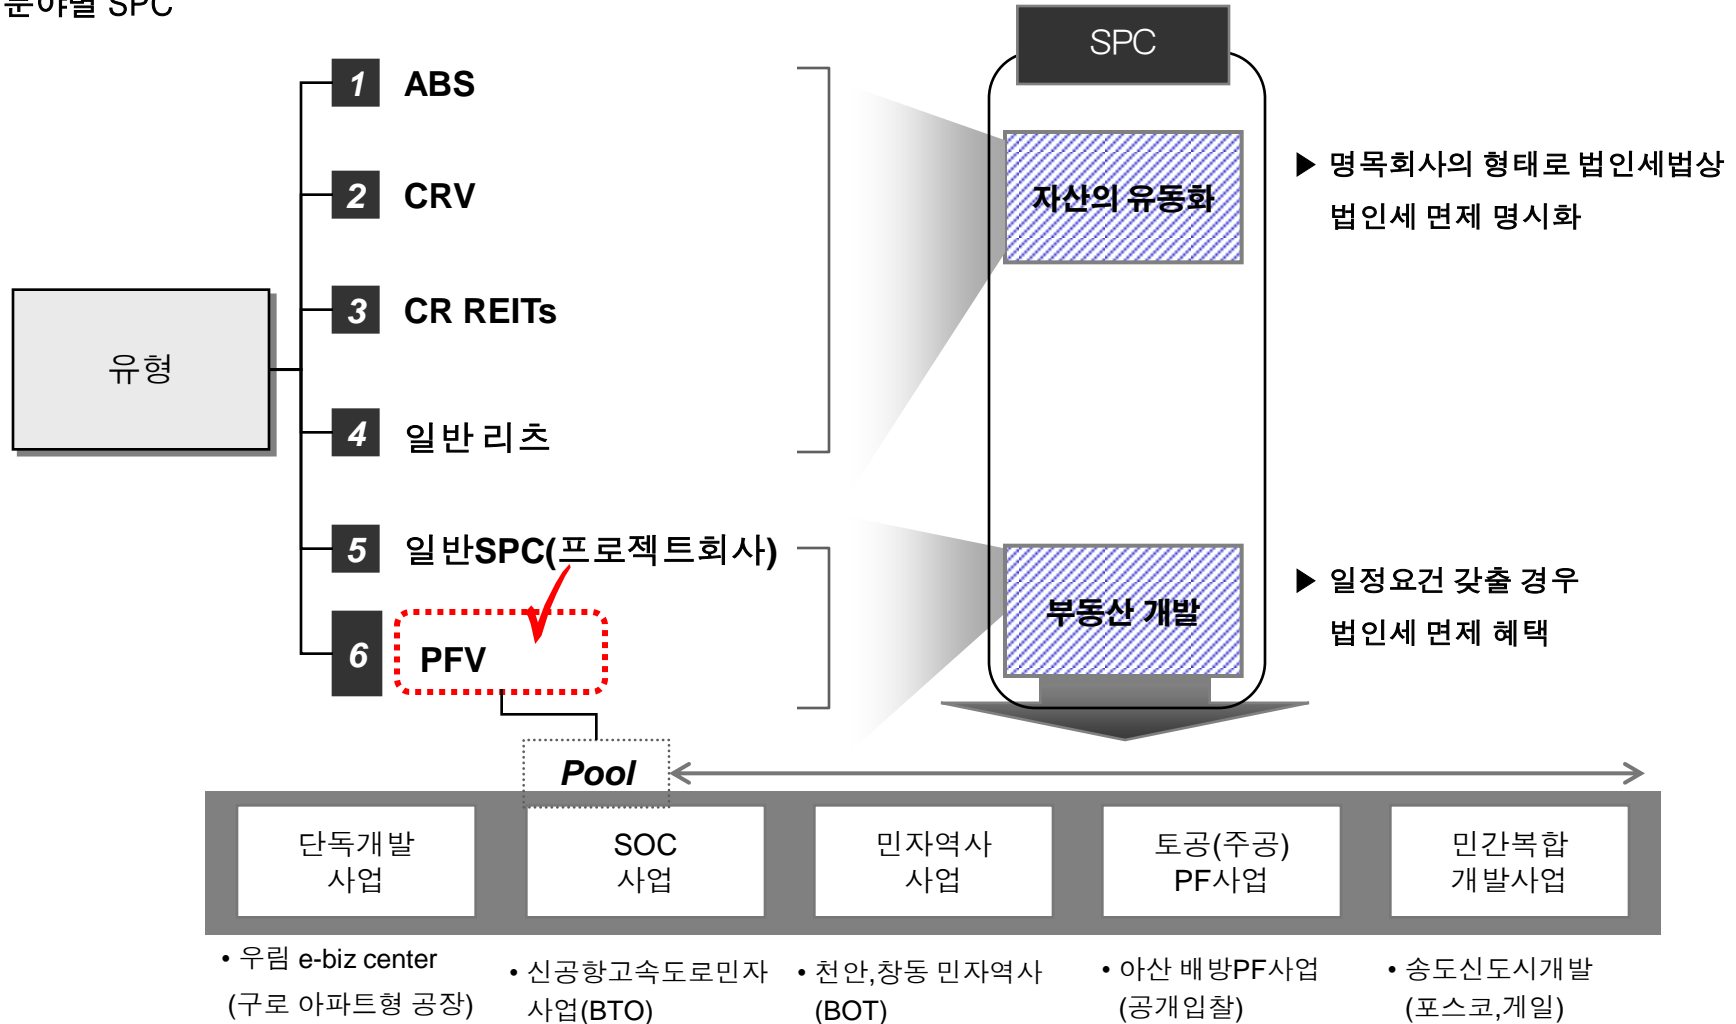 분야별 SPC
SPC
1 ABS
2 CRV
3 CR REITs
4 일반 리츠
5 일반SPC(프로젝트회사)
6 PFV
유형
자산의 유동화
▶ 명목회사의 형태로 법인세법상
법인세 면제 명시화
부동산 개발
▶ 일정요건 갖출 경우
법인세 면제 혜택
Pool
단독개발
사업
SOC
사업
민자역사
사업
토공(주공)
PF사업
민간복합
개발사업
• 우림 e-biz center
(구로 아파트형 공장)
• 신공항고속도로민자
사업(BTO)
• 천안,창동 민자역사
(BOT)
• 아산 배방PF사업
(공개입찰)
• 송도신도시개발
(포스코,게일)